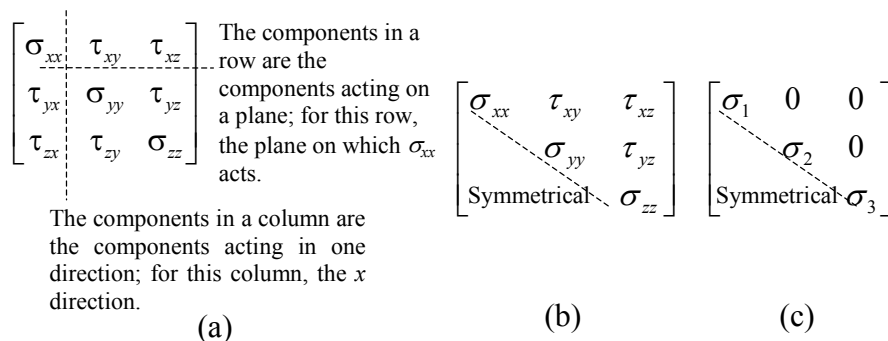 σxx τxy τxz
τyx σyy τyz
τzx τzy σzz
The components in a
row are the
components acting on
a plane; for this row,
the plane on which σxx
acts.
The components in a column are
the components acting in one
direction; for this column, the x
direction.
(a)
σxx τxy τxz
σyy τyz
Symmetrical σzz
(b)
σ1 0 0
σ2 0
Symmetrical σ3
(c)